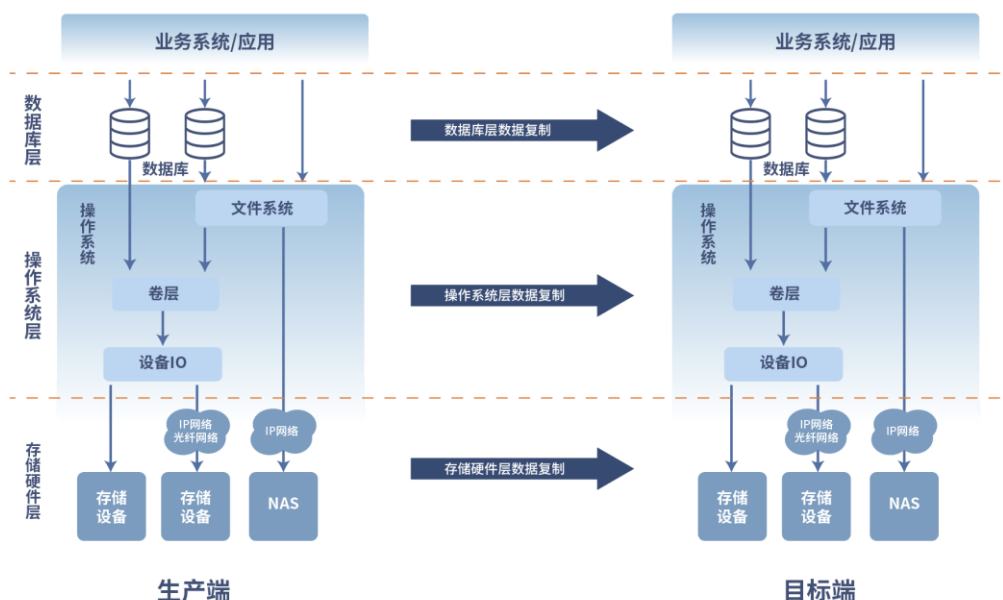 业务系统/应用
业务系统/应用
数据库层
数据库
数据库层数据复制
数据库
操作系统层
操作系统
文件系统
卷层
设备IO
操作系统层数据复制
操作系统
文件系统
卷层
设备IO
存储硬件层
IP网络
光纤网络
IP网络
存储
设备
存储
设备
NAS
存储硬件层数据复制
IP网络
光纤网络
IP网络
存储
设备
存储
设备
NAS
生产端
目标端